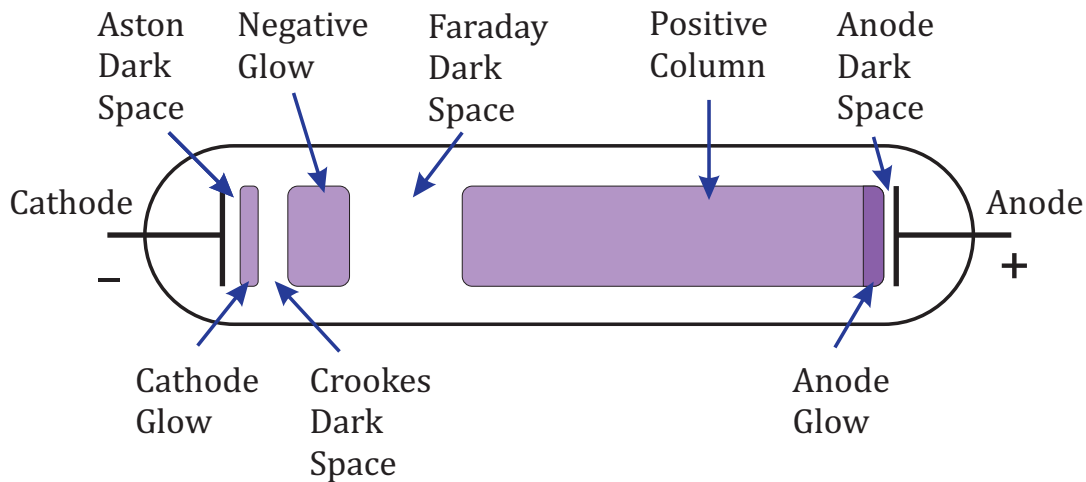 Aston
Dark
Space
Negative
Glow
Faraday
Dark
Space
Positive
Column
Anode
Dark
Space
Cathode
−
Anode
+
Cathode
Glow
Crookes
Dark
Space
Anode
Glow